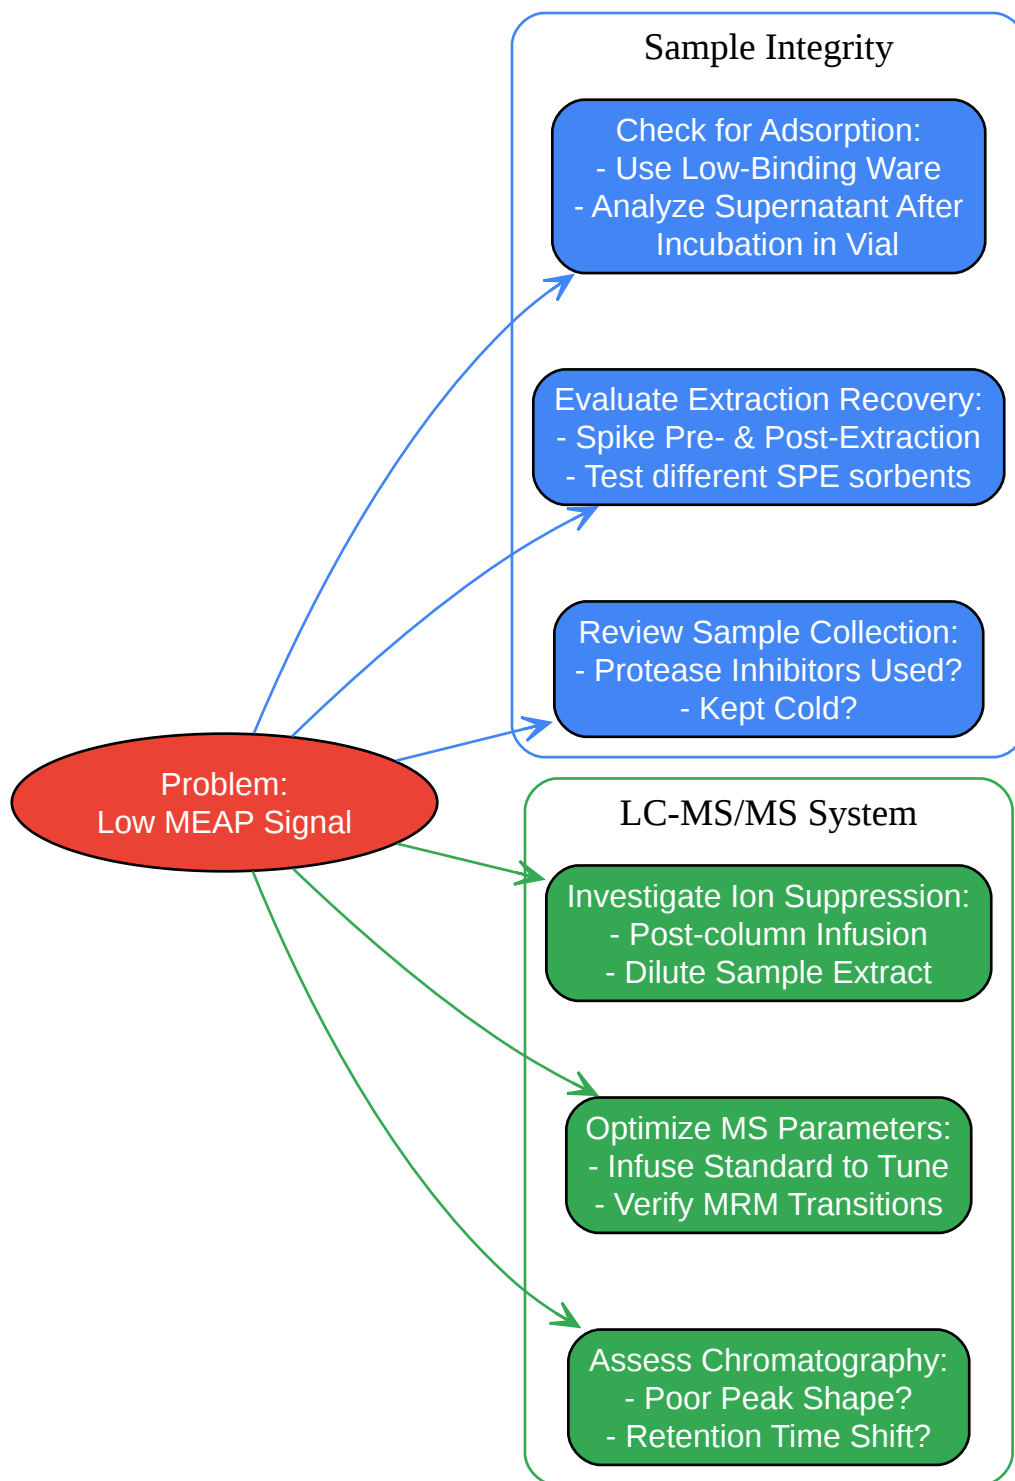 Sample Integrity
Check for Adsorption:
- Use Low-Binding Ware
- Analyze Supernatant After
Incubation in Vial
Evaluate Extraction Recovery:
- Spike Pre- & Post-Extraction
- Test different SPE sorbents
Review Sample Collection:
- Protease Inhibitors Used?
- Kept Cold?
Problem:
Low MEAP Signal
LC-MS/MS System
Investigate Ion Suppression:
- Post-column Infusion
- Dilute Sample Extract
Optimize MS Parameters:
- Infuse Standard to Tune
- Verify MRM Transitions
Assess Chromatography:
- Poor Peak Shape?
- Retention Time Shift?